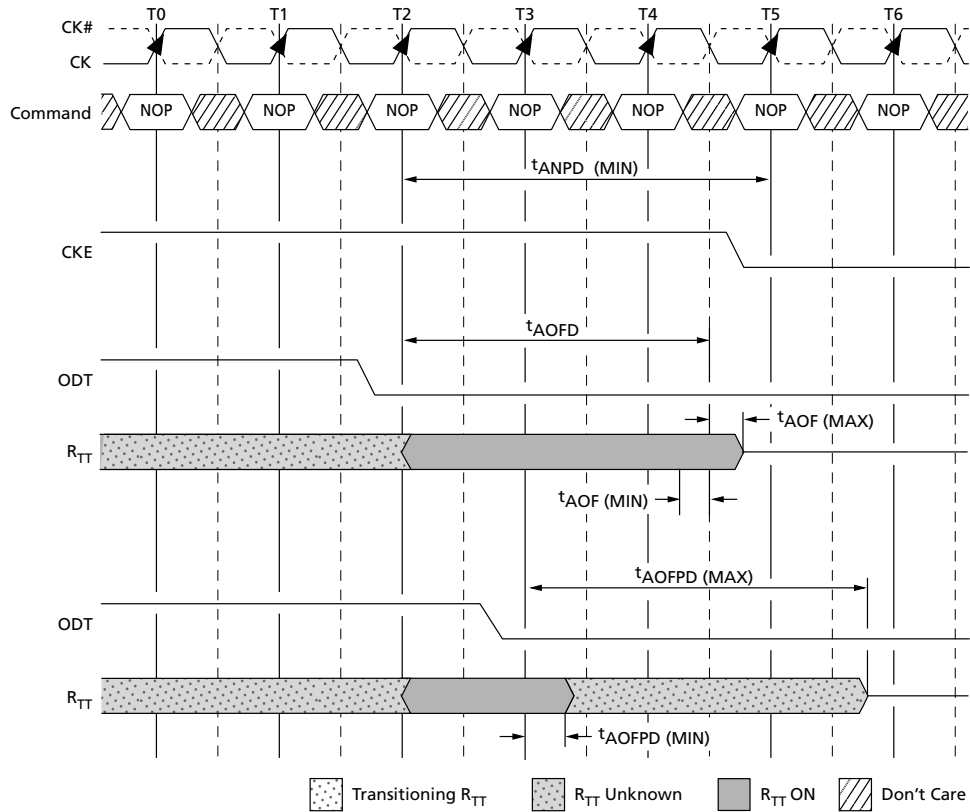 T0 T1 T2 T3 T4 T5 T6
CK#
CK
Command NOP NOP NOP NOP NOP NOP NOP
tANPD (MIN)
CKE
tAOFD
ODT
tAOF (MAX)
RTT
tAOF (MIN)
tAOFPD (MAX)
ODT
RTT
tAOFPD (MIN)
Transitioning RTT RTT Unknown RTT ON Don't Care